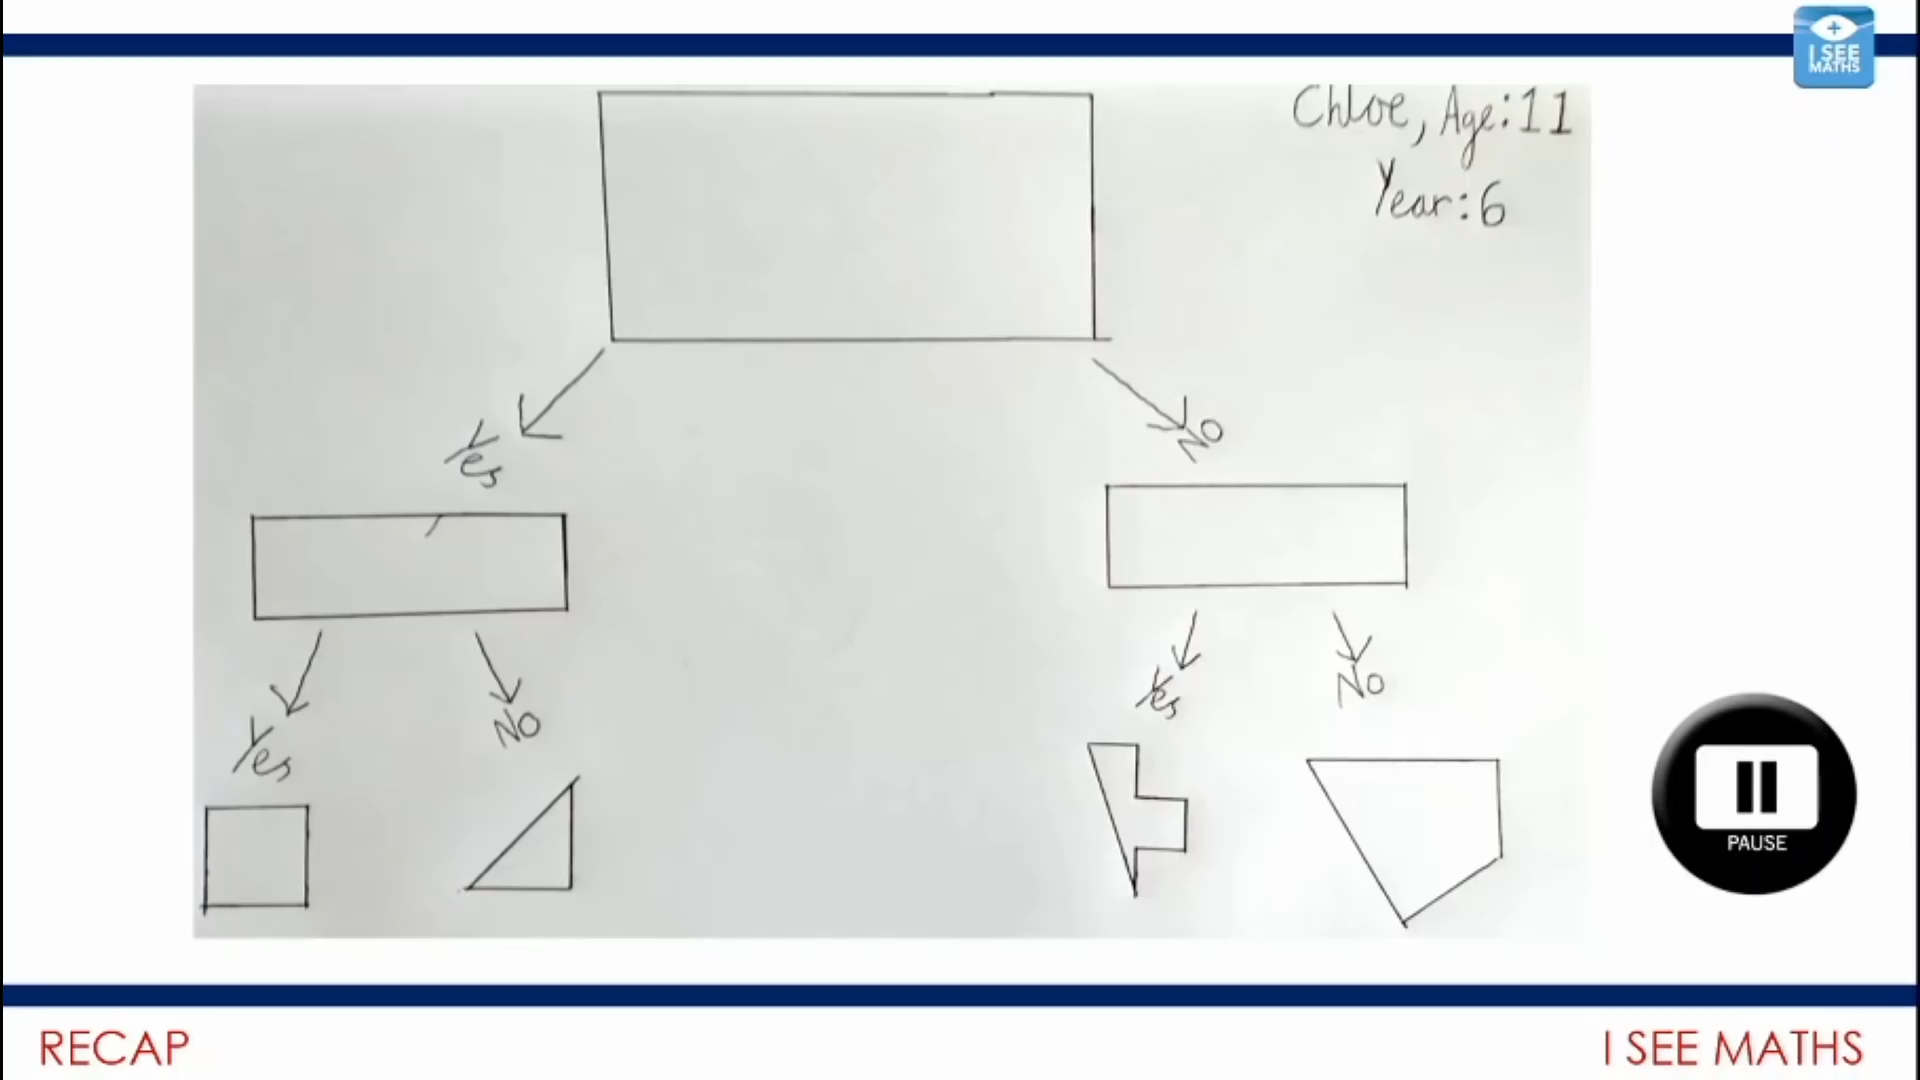 I SEE
MATHS
Chloe, Age:11
Year:6
Yes
No
Yes
No
Yes
No
PAUSE
RECAP
I SEE MATHS